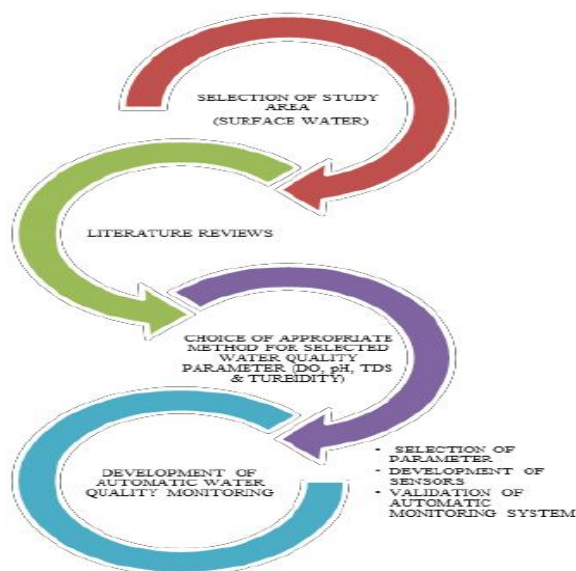 SELECTION OF STUDY
AREA
(SURFACE WATER)
LITERATURE REVIEWS
CHOICE OF APPROPRIATE
METHOD FOR SELECTED
WATER QUALITY
PARAMETER (DO, pH, TDS
& TURBIDITY)
DEVELOPMENT OF
AUTOMATIC WATER
QUALITY MONITORING
• SELECTION OF
PARAMETER
• DEVELOPMENT OF
SENSORS
• VALIDATION OF
AUTOMATIC
MONITORING SYSTEM